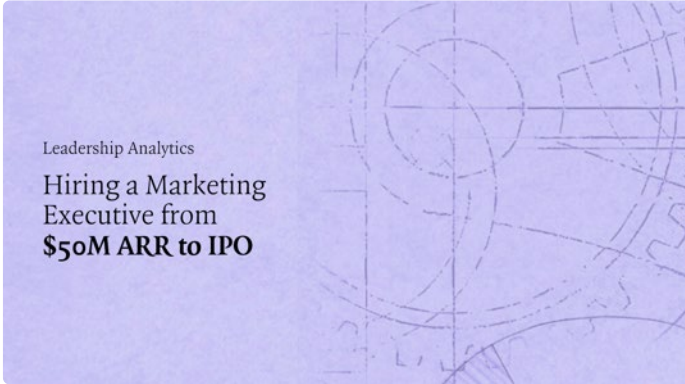 Leadership Analytics
Hiring a Marketing
Executive from
$50M ARR to IPO